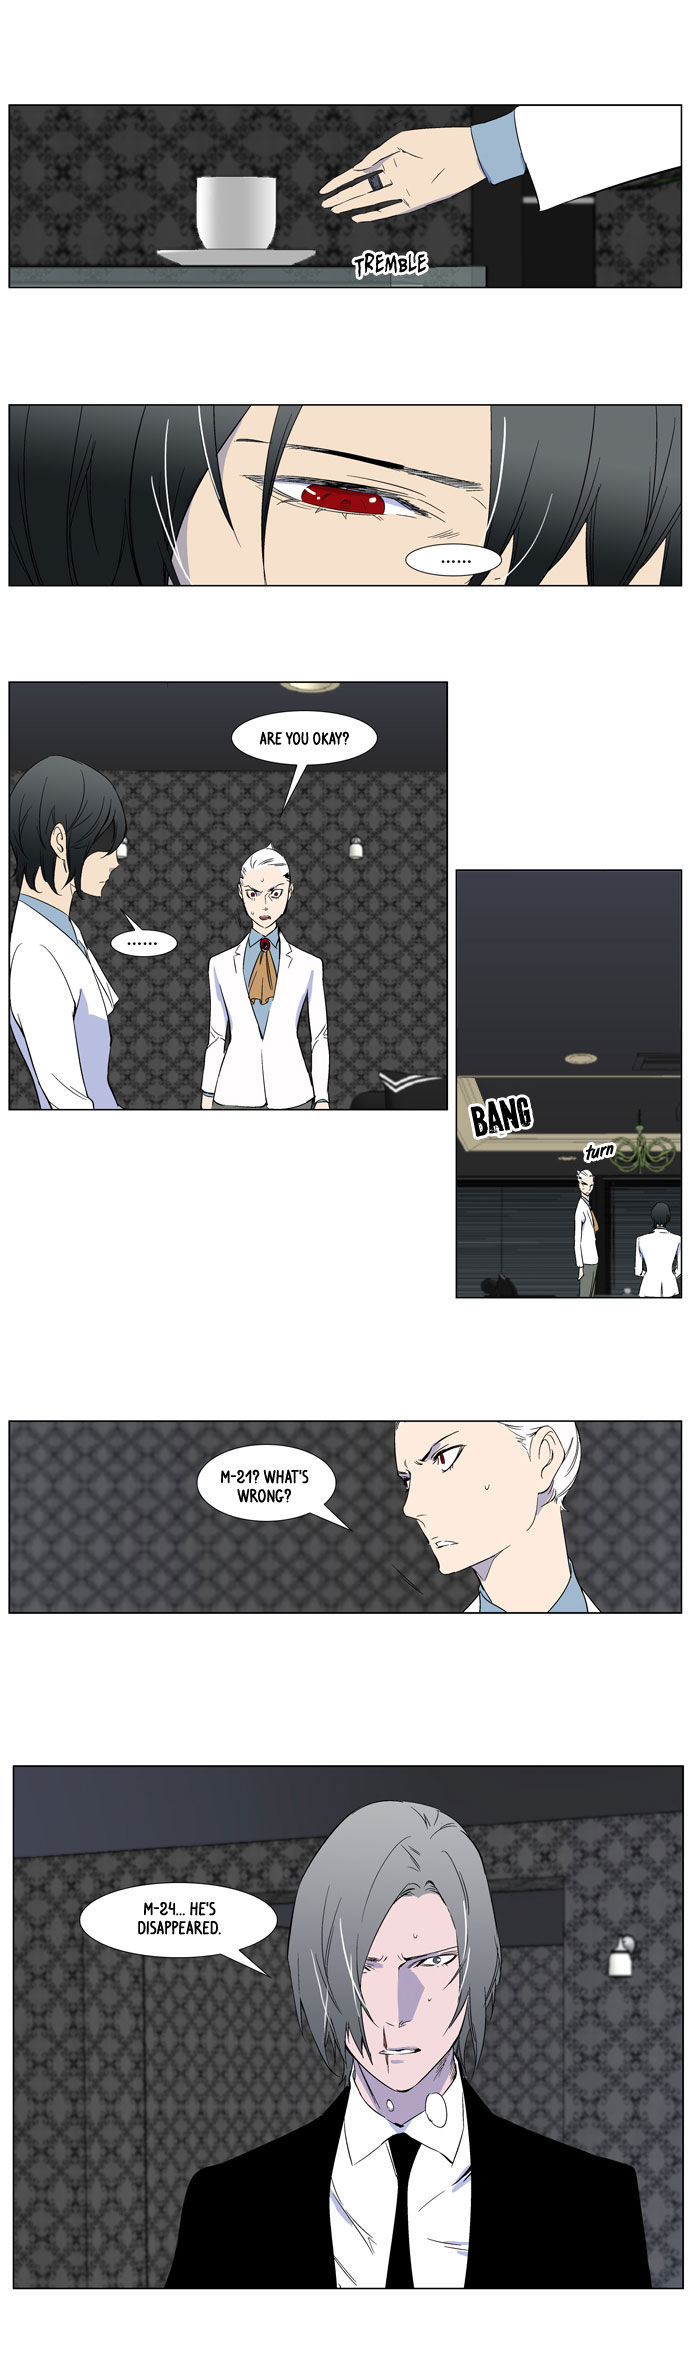 TREMBLE
......
ARE YOU OKAY?
......
BANG
turn
M-21? WHAT'S
WRONG?
M-24... HE'S
DISAPPEARED.